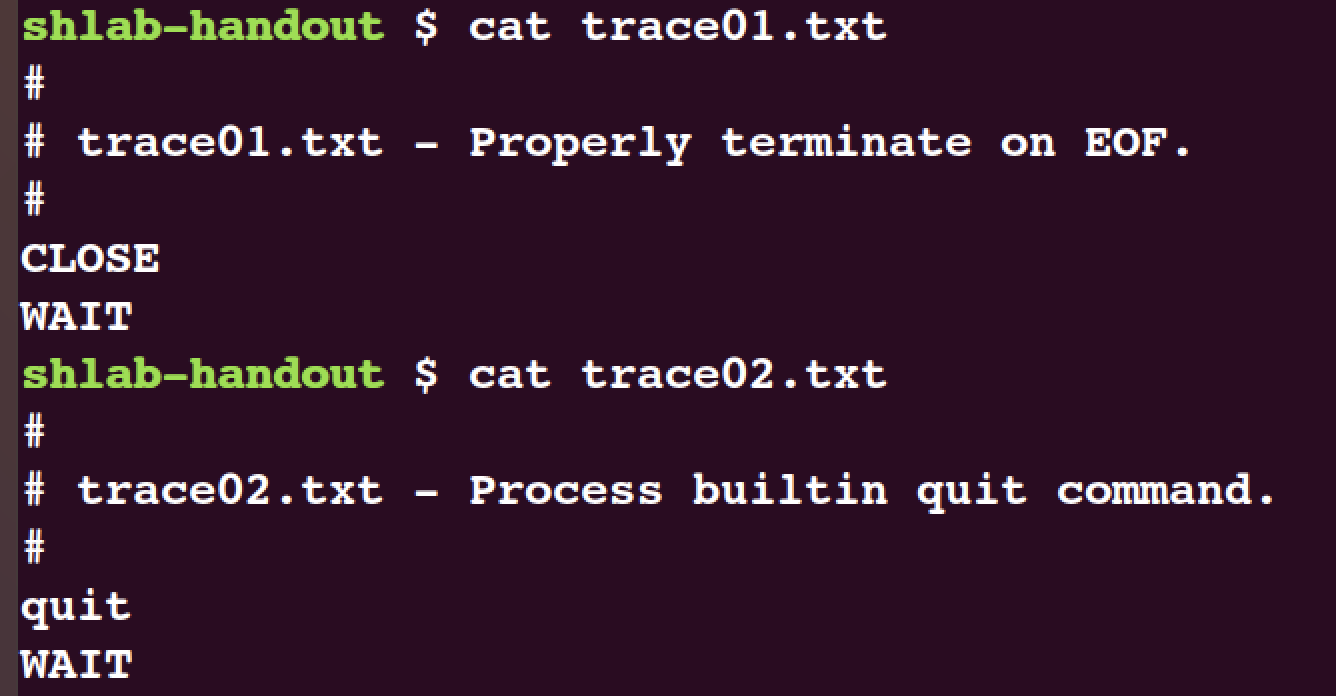 shlab-handout $ cat trace01.txt
#
# trace01.txt - Properly terminate on EOF.
#
CLOSE
WAIT
shlab-handout $ cat trace02.txt
#
# trace02.txt - Process builtin quit command.
#
quit
WAIT